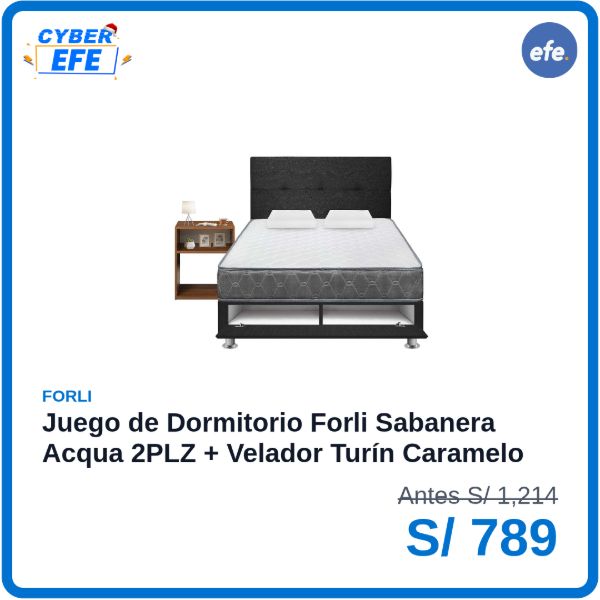 CYBER
EFE
efe.
FORLI
Juego de Dormitorio Forli Sabanera
Acqua 2PLZ + Velador Turín Caramelo
Antes S/ 1,214
S/ 789